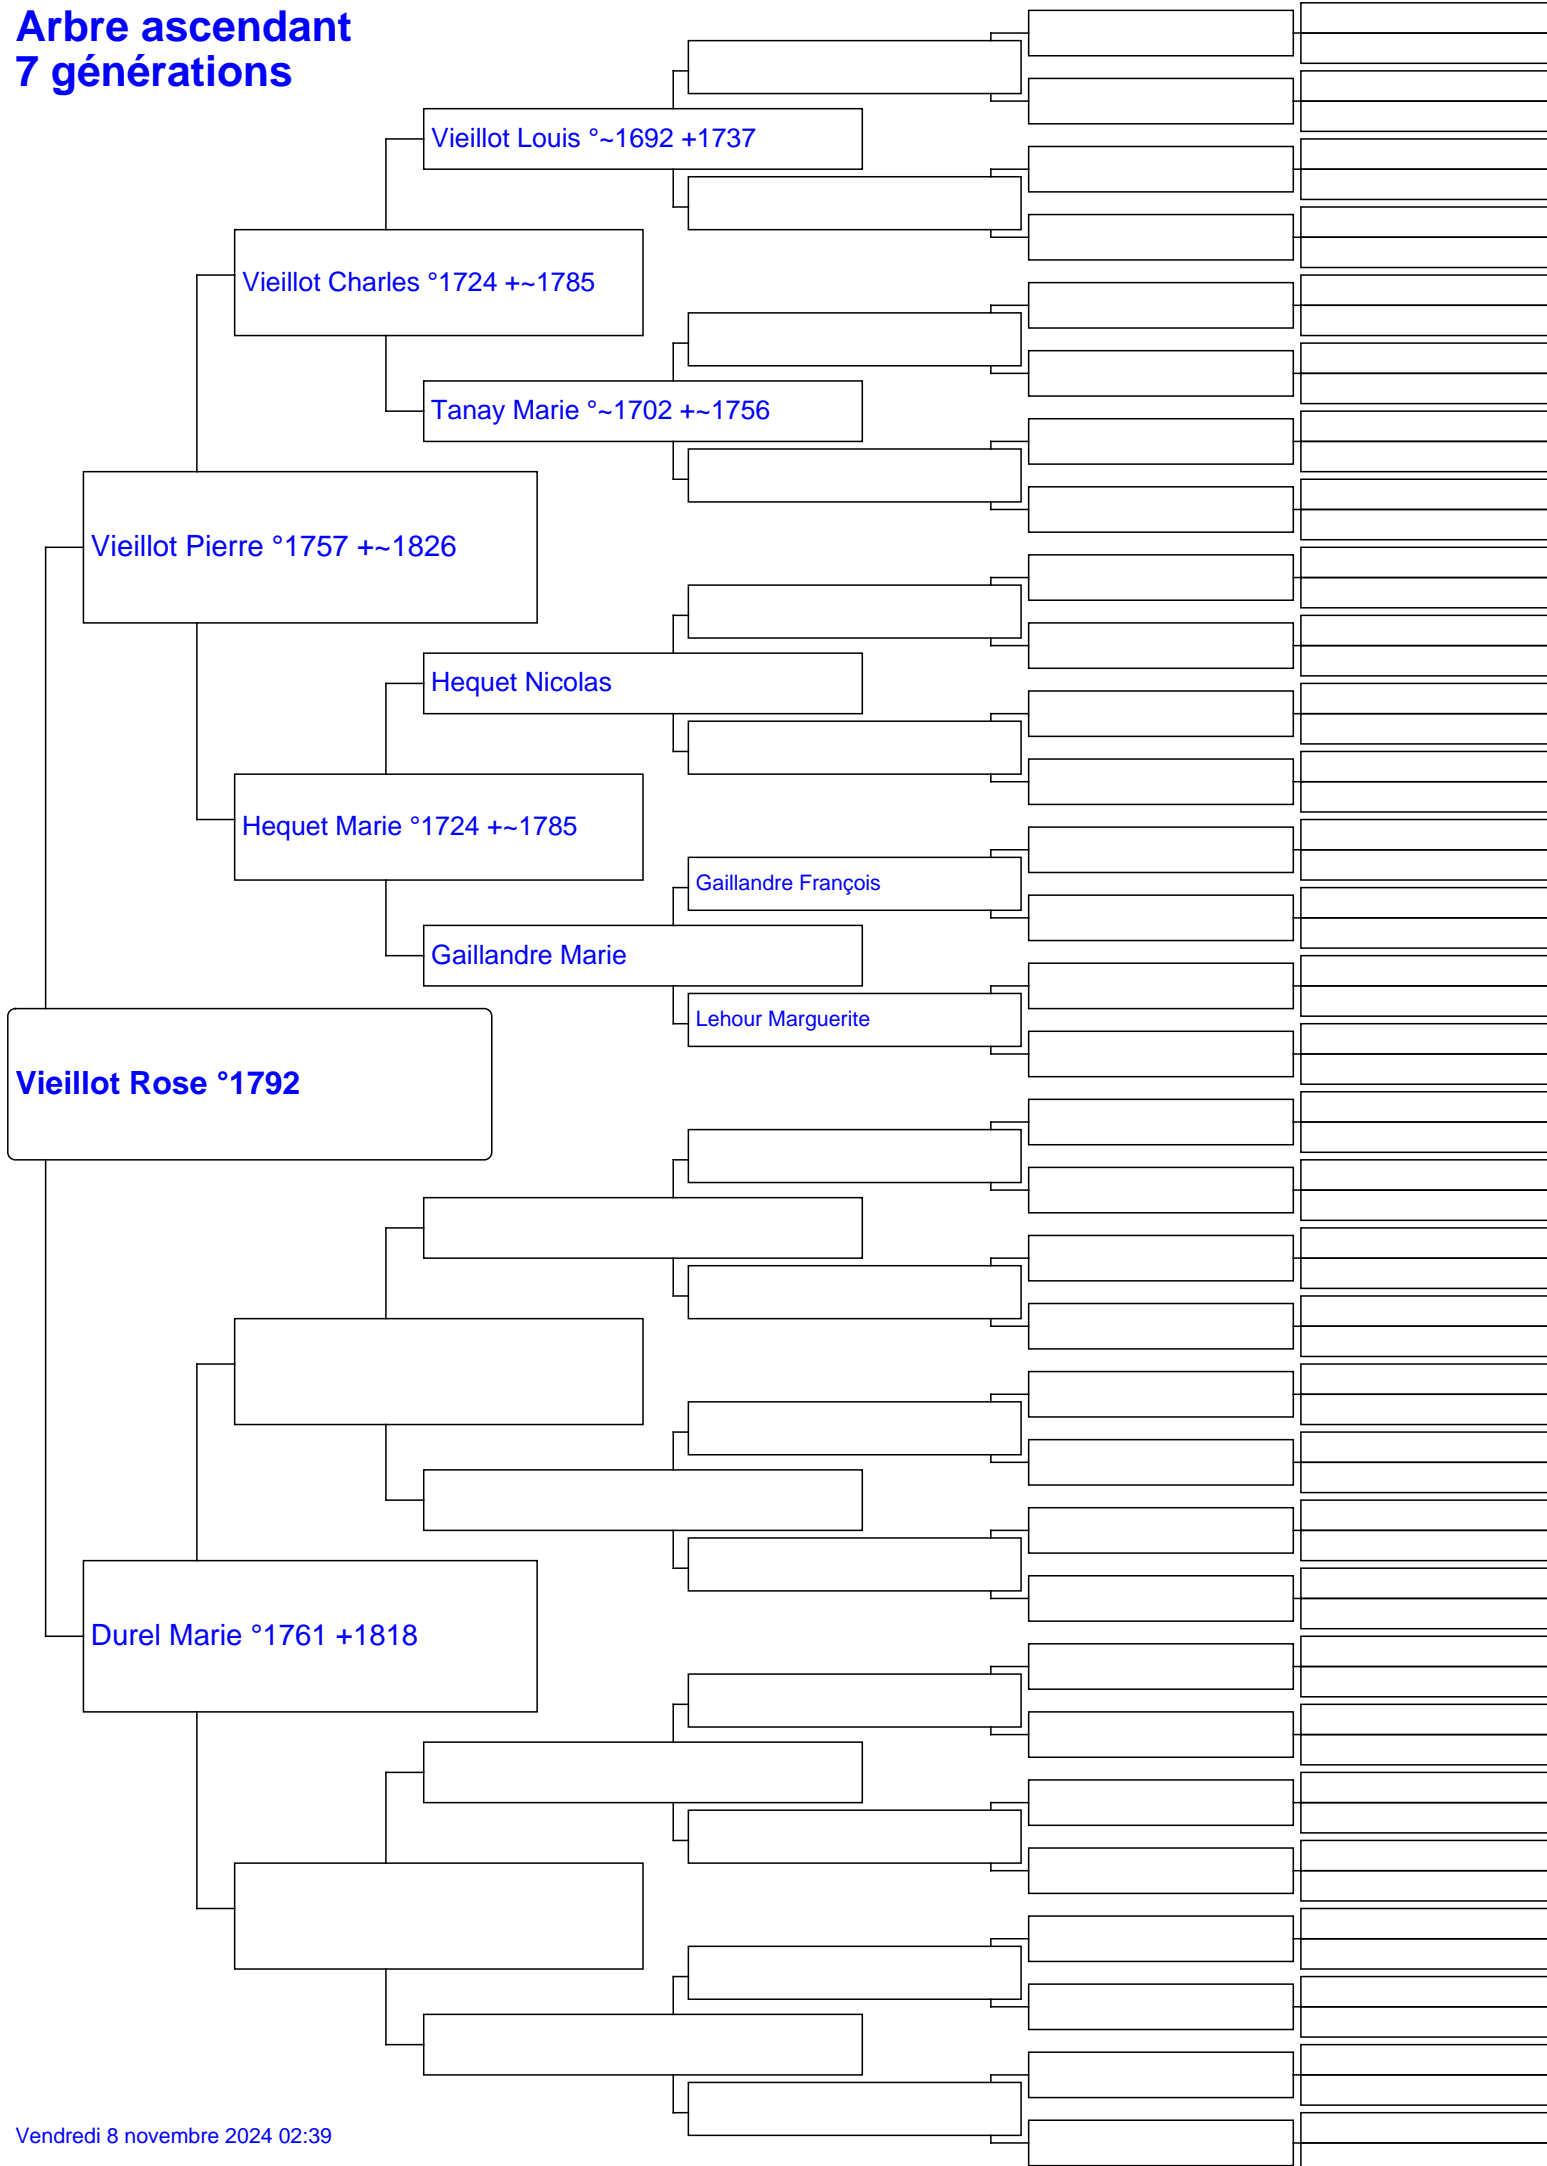 Arbre ascendant
7 générations
Vieillot Louis °~1692 +1737
Vieillot Charles °1724 +~1785
Tanay Marie °~1702 +~1756
Vieillot Pierre °1757 +~1826
Hequet Nicolas
Hequet Marie °1724 +~1785
Gaillandre François
Gaillandre Marie
Lehour Marguerite
Vieillot Rose °1792
Durel Marie °1761 +1818
Vendredi 8 novembre 2024 02:39